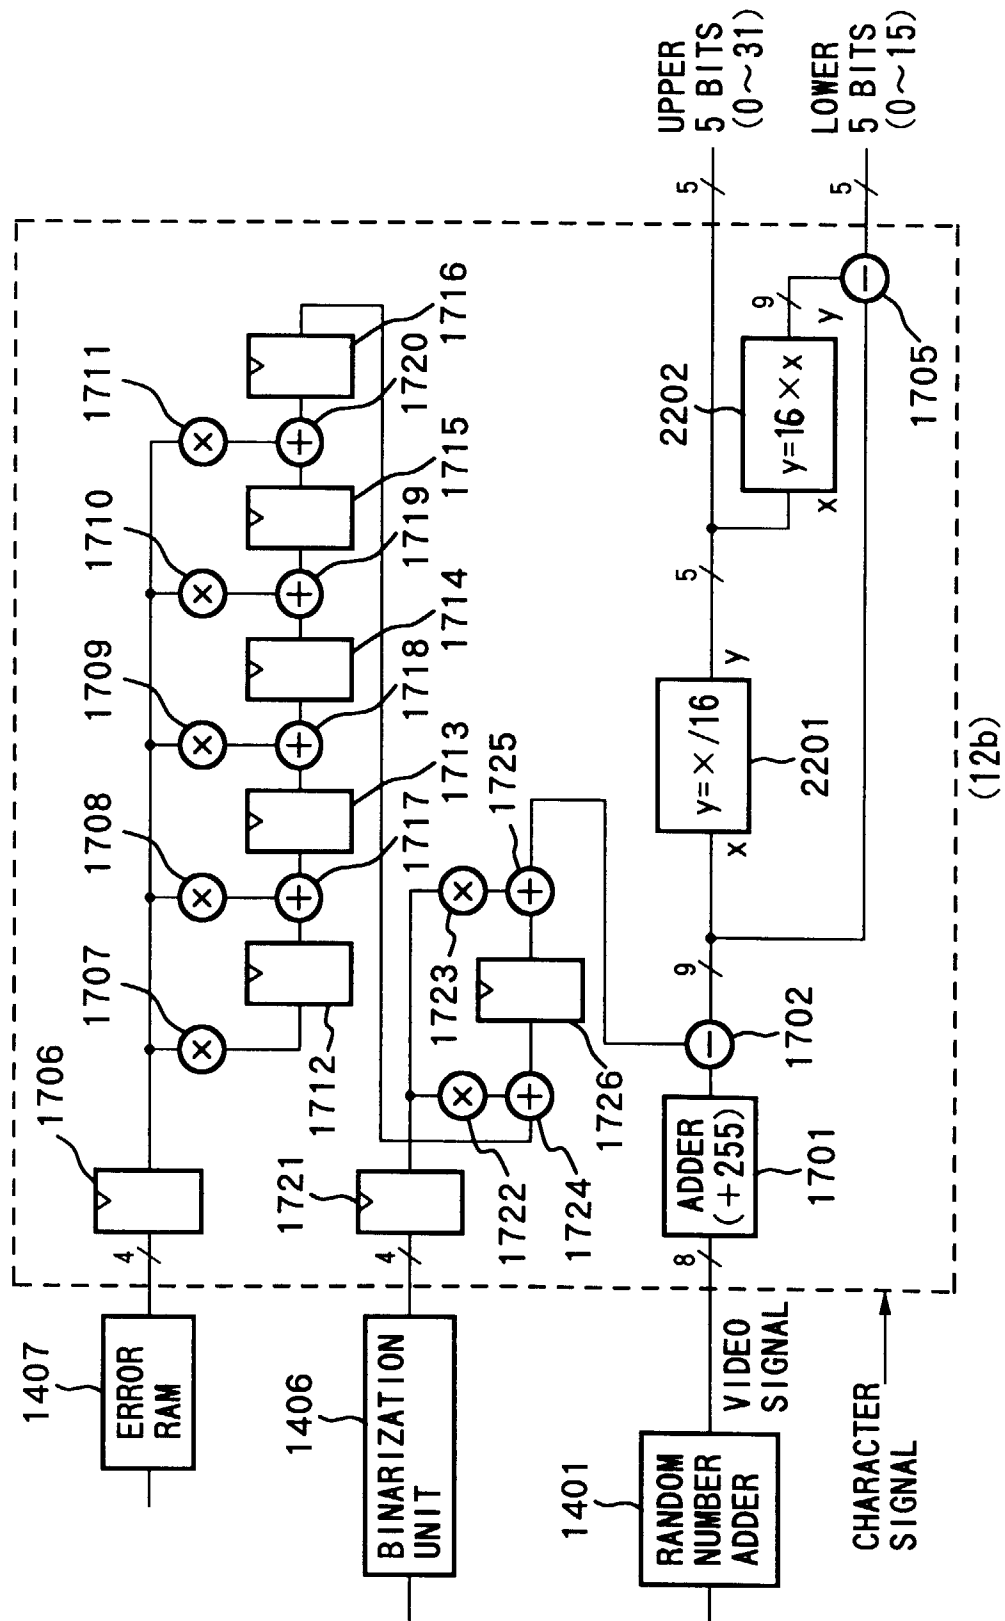 1407
ERROR
RAM
4
1706
1707
1708
1709
1710
1711
×
×
×
×
×
+
+
+
+
1712
1717
1713
1718
1714
1719
1715
1720
1716
1406
BINARIZATION
UNIT
4
1721
1722
×
1723
×
+
+
1724
1726
1725
1401
RANDOM
NUMBER
ADDER
VIDEO
SIGNAL
8
ADDER
(+255)
1701
−
1702
9
x
y=×/16
y
2201
5
x
y=16×x
y
2202
9
−
1705
5
UPPER
5 BITS
(0~31)
5
LOWER
5 BITS
(0~15)
CHARACTER
SIGNAL
(12b)